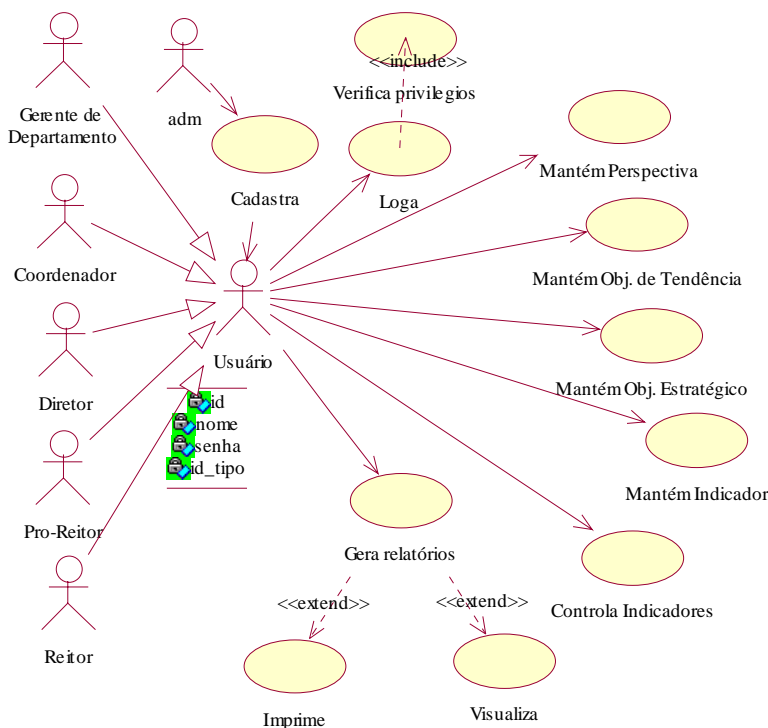 <<include>>
Verifica privilegios
Gerente de
Departamento
adm
Mantém Perspectiva
Cadastra
Loga
Coordenador
Mantém Obj. de Tendência
Usuário
Diretor
Mantém Obj. Estratégico
id
nome
senha
id_tipo
Mantém Indicador
Pro-Reitor
Gera relatórios
<<extend>>
<<extend>>
Controla Indicadores
Reitor
Imprime
Visualiza